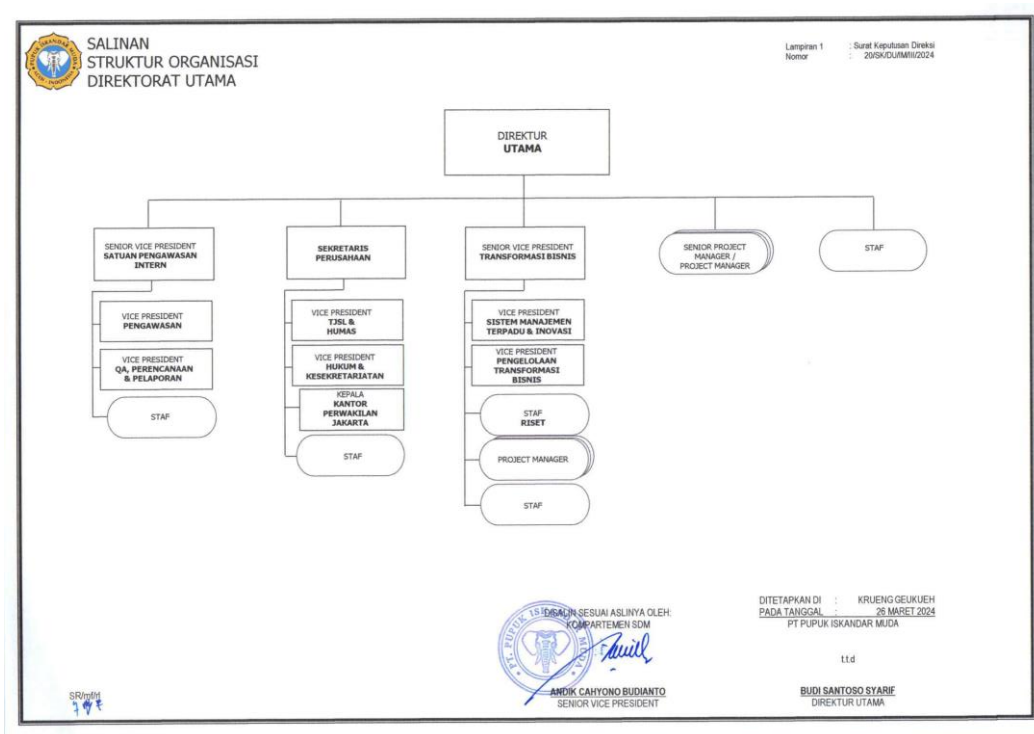 SALINAN
STRUKTUR ORGANISASI
DIREKTORAT UTAMA
Lampiran 1 : Surat Keputusan Direksi
Nomor : 20/SK/DU/IM/III/2024
DIREKTUR
UTAMA
SENIOR VICE PRESIDENT
SATUAN PENGAWASAN
INTERN
VICE PRESIDENT
PENGAWASAN
VICE PRESIDENT
QA, PERENCANAAN
& PELAPORAN
STAF
SEKRETARIS
PERUSAHAAN
VICE PRESIDENT
TJSL &
HUMAS
VICE PRESIDENT
HUKUM &
KESEKRETARIATAN
KEPALA
KANTOR
PERWAKILAN
JAKARTA
STAF
SENIOR VICE PRESIDENT
TRANSFORMASI BISNIS
VICE PRESIDENT
SISTEM MANAJEMEN
TERPADU & INOVASI
VICE PRESIDENT
PENGELOLAAN
TRANSFORMASI
BISNIS
STAF
RISET
PROJECT MANAGER
STAF
SENIOR PROJECT
MANAGER /
PROJECT MANAGER
STAF
DISALIN SESUAI ASLINYA OLEH:
KOMPARTEMEN SDM
PT. PUPUK ISKANDAR MUDA
ANDIK CAHYONO BUDIANTO
SENIOR VICE PRESIDENT
DITETAPKAN DI : KRUENG GEUKUEH
PADA TANGGAL : 26 MARET 2024
PT PUPUK ISKANDAR MUDA
t.t.d
BUDI SANTOSO SYARIF
DIREKTUR UTAMA